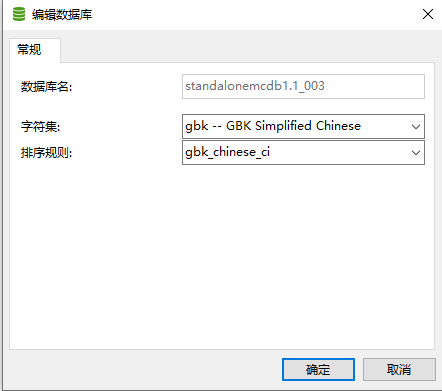 编辑数据库
常规
数据库名: standalonemcdb1.1_003
字符集: gbk -- GBK Simplified Chinese
排序规则: gbk_chinese_ci
确定 取消